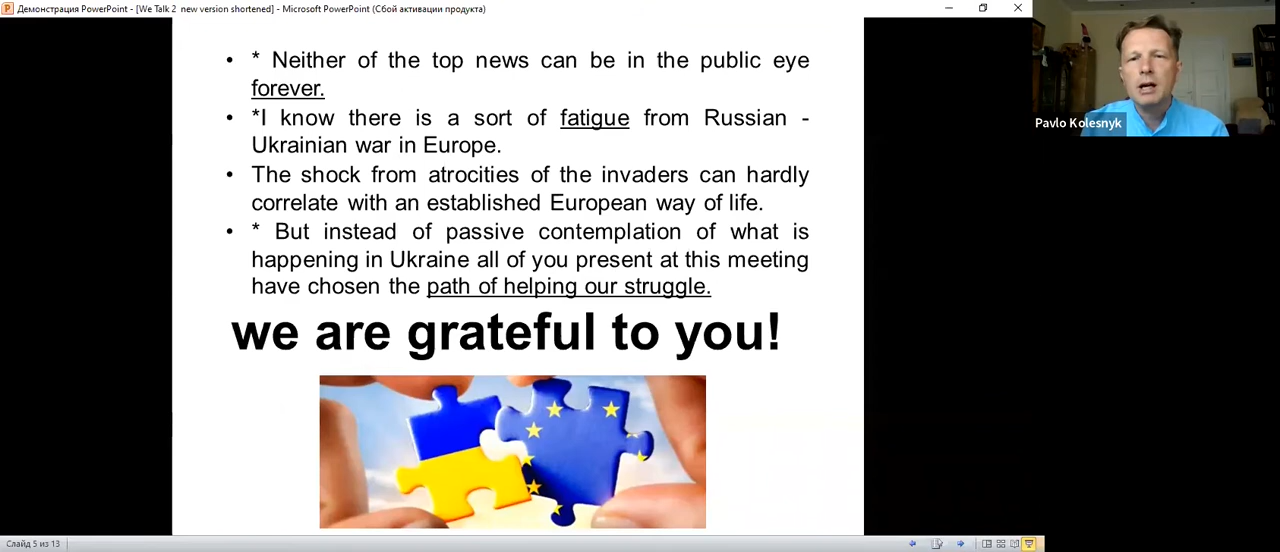 Демонстрация PowerPoint - [We Talk 2 new version shortened] - Microsoft PowerPoint (Сбой активации продукта)
• * Neither of the top news can be in the public eye
forever.
• *I know there is a sort of fatigue from Russian -
Ukrainian war in Europe.
• The shock from atrocities of the invaders can hardly
correlate with an established European way of life.
• * But instead of passive contemplation of what is
happening in Ukraine all of you present at this meeting
have chosen the path of helping our struggle.
we are grateful to you!
Pavlo Kolesnyk
Слайд 5 из 13